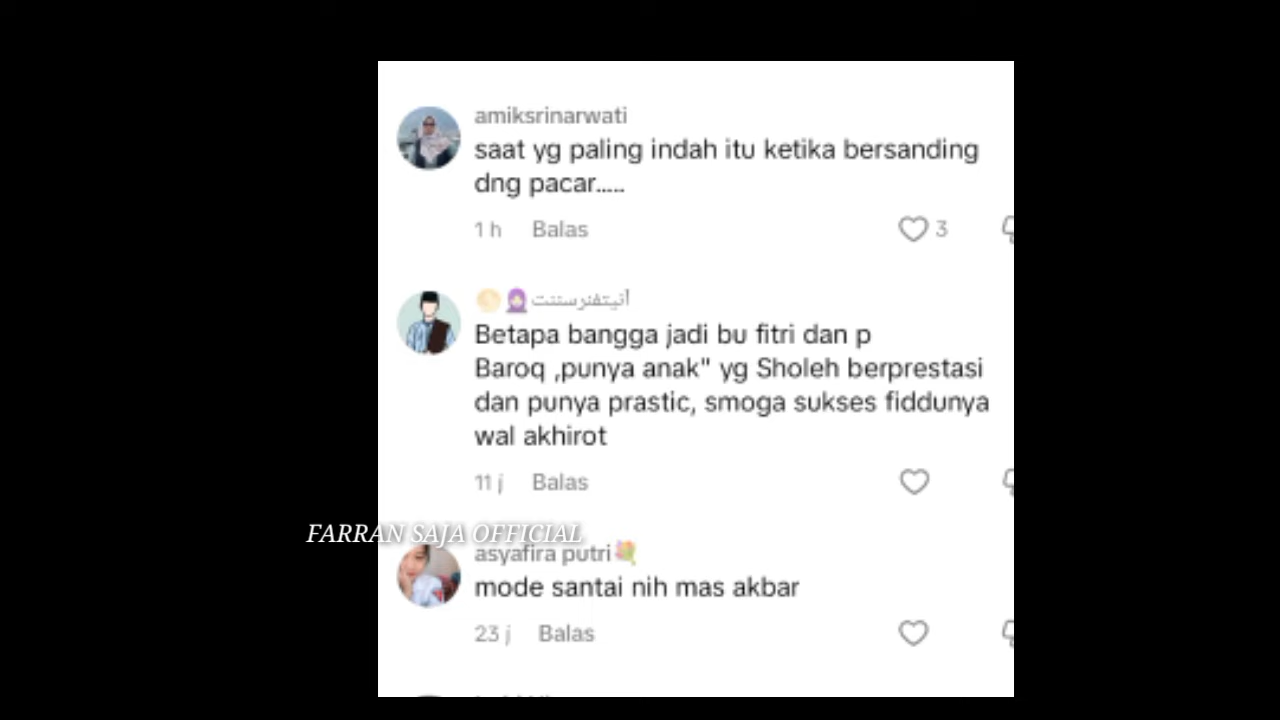 amiksrinarwati
saat yg paling indah itu ketika bersanding
dng pacar.....
1 h Balas 3
Betapa bangga jadi bu fitri dan p
Baroq ,punya anak" yg Sholeh berprestasi
dan punya prastic, smoga sukses fiddunya
wal akhirot
11 j Balas
FARRAN SAJA OFFICIAL
asyafira putri💐
mode santai nih mas akbar
23 j Balas